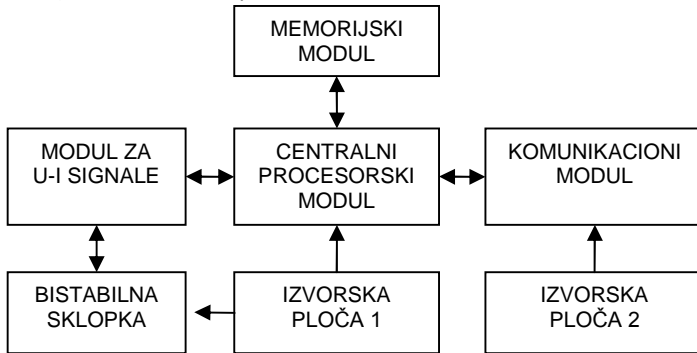 MEMORIJSKI
MODUL
MODUL ZA
U-I SIGNALE
CENTRALNI
PROCESORSKI
MODUL
KOMUNIKACIONI
MODUL
BISTABILNA
SKLOPKA
IZVORSKA
PLOČA 1
IZVORSKA
PLOČA 2